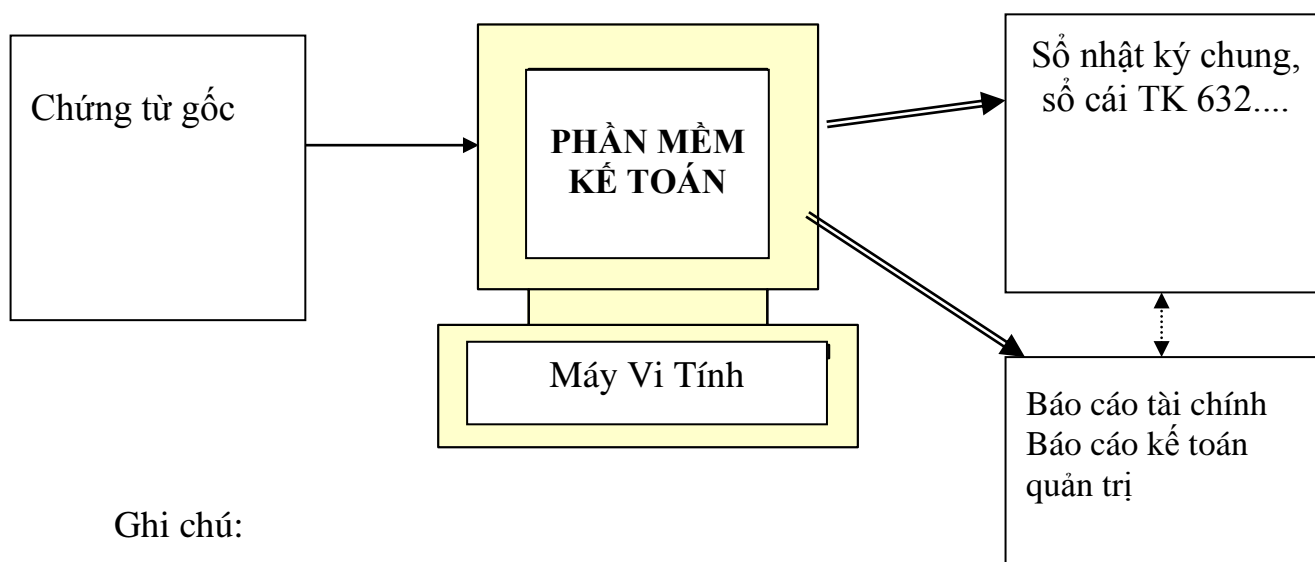 Chứng từ gốc
PHẦN MỀM
KẾ TOÁN
Máy Vi Tính
Sổ nhật ký chung,
sổ cái TK 632....
Báo cáo tài chính
Báo cáo kế toán
quản trị
Ghi chú: